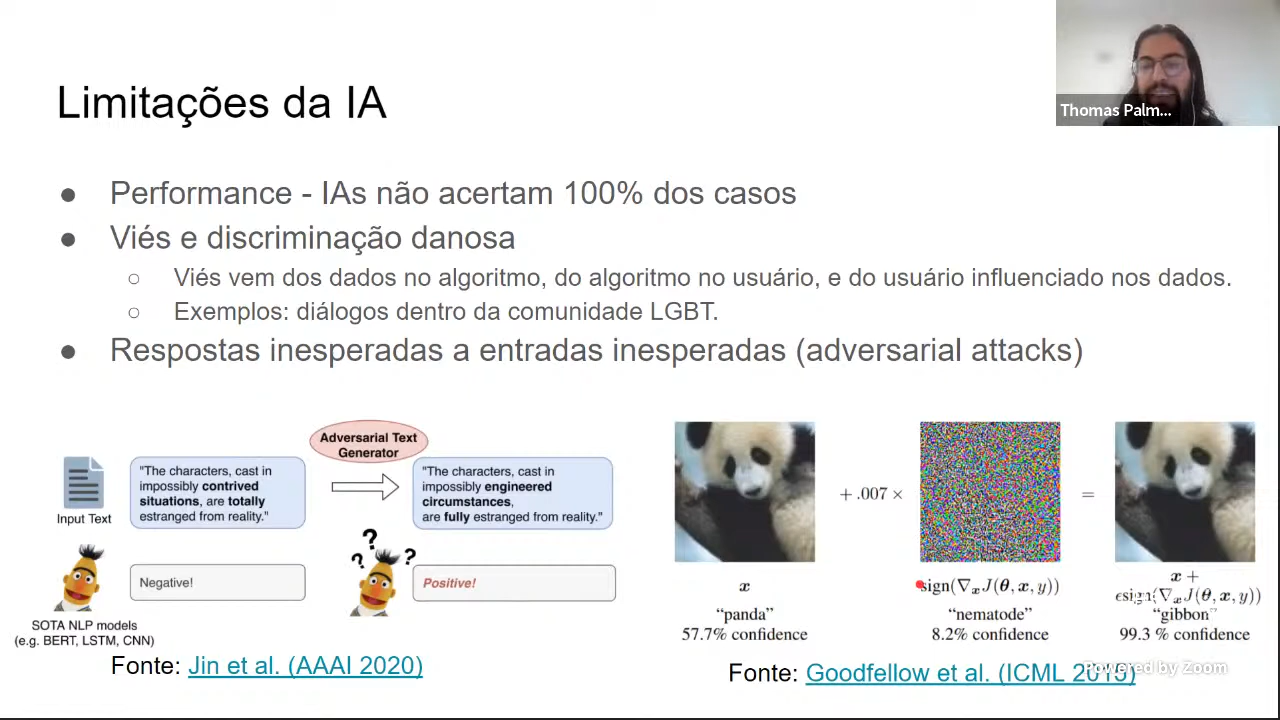 Thomas Palm...
Limitações da IA
● Performance - IAs não acertam 100% dos casos
● Viés e discriminação danosa
○ Viés vem dos dados no algoritmo, do algoritmo no usuário, e do usuário influenciado nos dados.
○ Exemplos: diálogos dentro da comunidade LGBT.
● Respostas inesperadas a entradas inesperadas (adversarial attacks)
Input Text
"The characters, cast in
impossibly contrived
situations, are totally
estranged from reality."
Adversarial Text
Generator
"The characters, cast in
impossibly engineered
circumstances,
are fully estranged from reality."
SOTA NLP models
(e.g. BERT, LSTM, CNN)
Negative!
? ? ?
Positive!
Fonte: Jin et al. (AAAI 2020)
x
"panda"
57.7% confidence
+ .007 ×
sign(∇ₓJ(θ, x, y))
"nematode"
8.2% confidence
=
x +
ϵsign(∇ₓJ(θ, x, y))
"gibbon"
99.3 % confidence
Fonte: Goodfellow et al. (ICML 2015)
Powered by Zoom